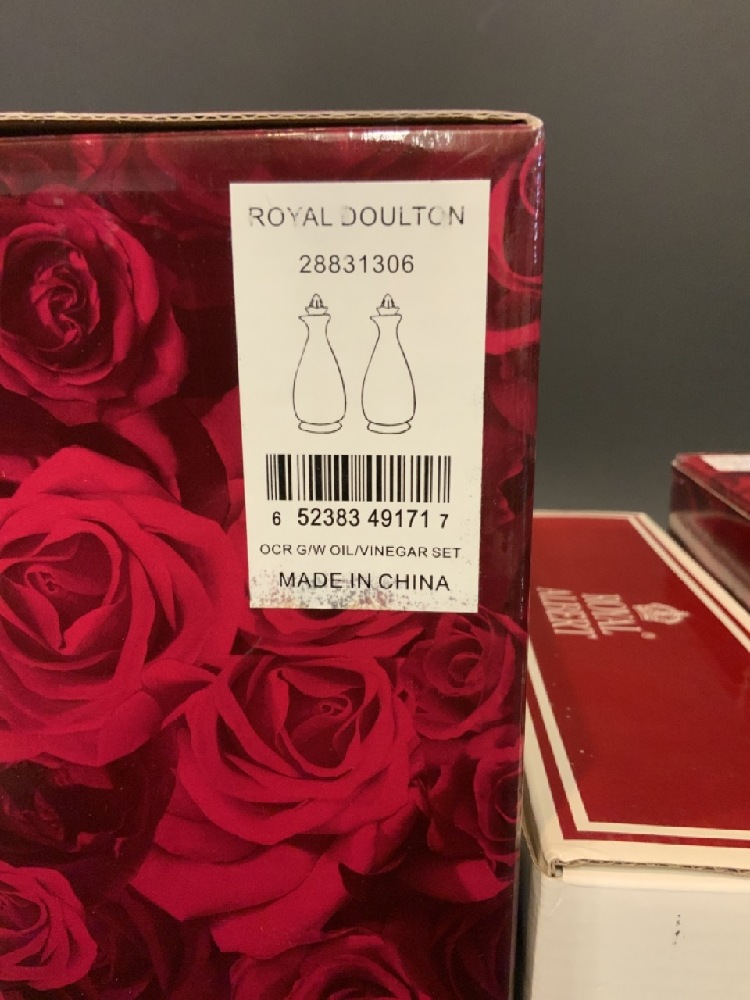 ROYAL DOULTON
28831306
6 52383 49171 7
OCR G/W OIL/VINEGAR SET
MADE IN CHINA
ROYAL
ALBERT
®